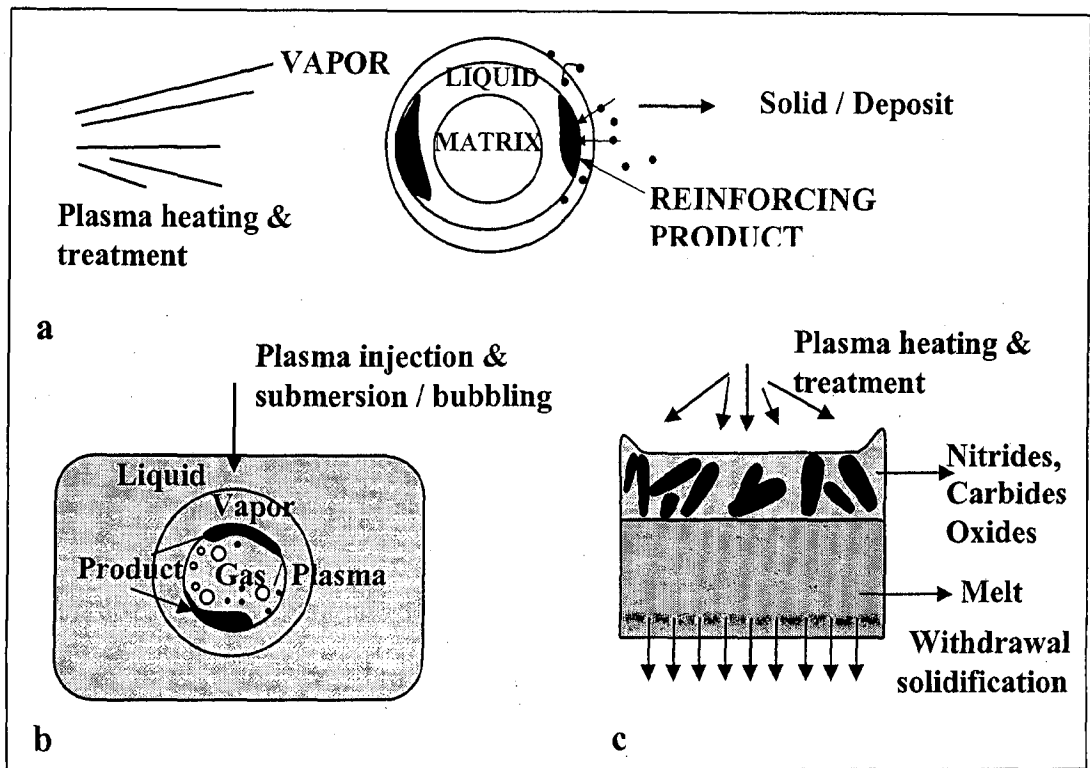 VAPOR
LIQUID
MATRIX
Solid / Deposit
REINFORCING
PRODUCT
Plasma heating &
treatment
a
Plasma injection &
submersion / bubbling
Liquid
Vapor
Product
Gas / Plasma
b
Plasma heating &
treatment
Nitrides,
Carbides
Oxides
Melt
Withdrawal
solidification
c